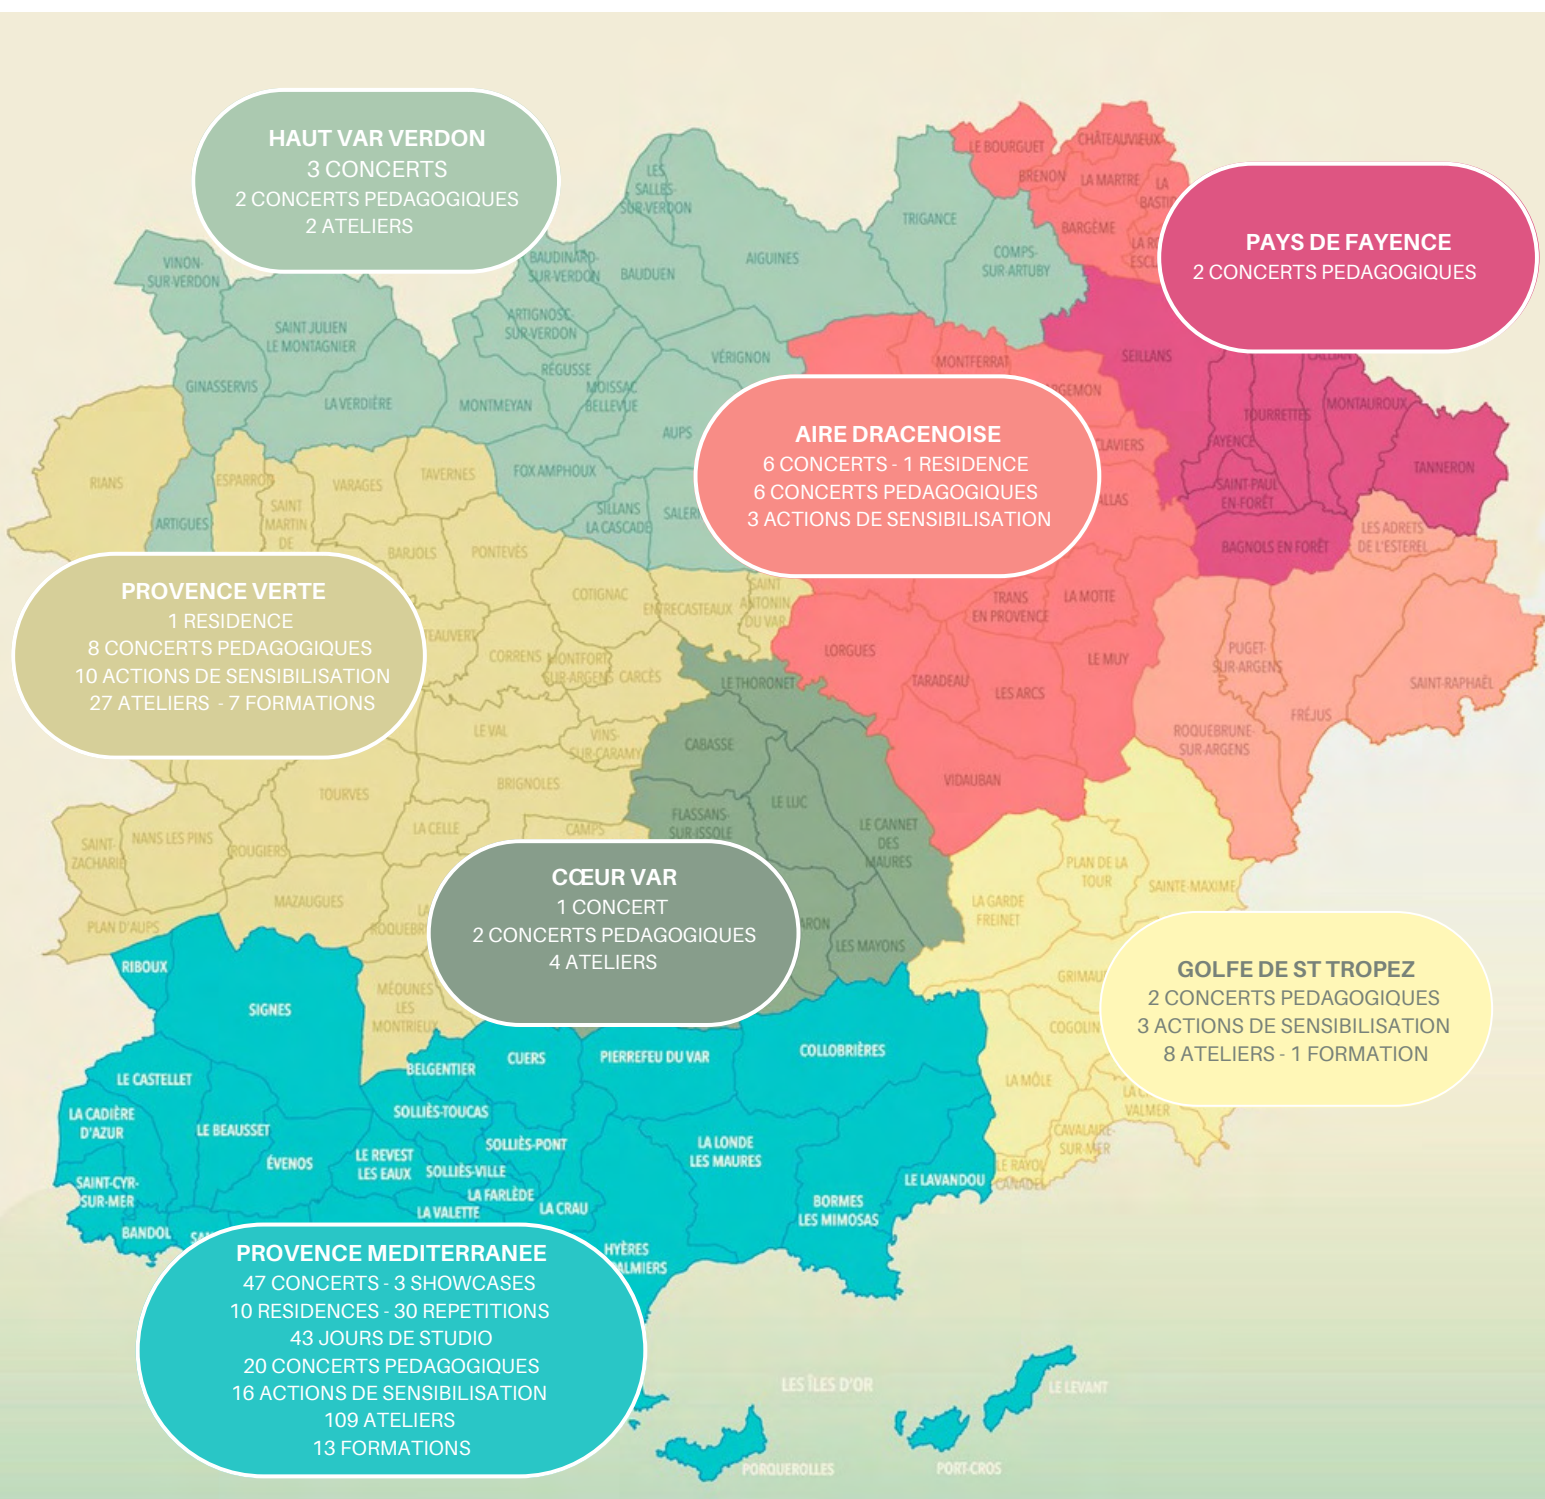 HAUT VAR VERDON
3 CONCERTS
2 CONCERTS PEDAGOGIQUES
2 ATELIERS
PAYS DE FAYENCE
2 CONCERTS PEDAGOGIQUES
AIRE DRACENOISE
6 CONCERTS - 1 RESIDENCE
6 CONCERTS PEDAGOGIQUES
3 ACTIONS DE SENSIBILISATION
PROVENCE VERTE
1 RESIDENCE
8 CONCERTS PEDAGOGIQUES
10 ACTIONS DE SENSIBILISATION
27 ATELIERS - 7 FORMATIONS
CŒUR VAR
1 CONCERT
2 CONCERTS PEDAGOGIQUES
4 ATELIERS
GOLFE DE ST TROPEZ
2 CONCERTS PEDAGOGIQUES
3 ACTIONS DE SENSIBILISATION
8 ATELIERS - 1 FORMATION
PROVENCE MEDITERRANEE
47 CONCERTS - 3 SHOWCASES
10 RESIDENCES - 30 REPETITIONS
43 JOURS DE STUDIO
20 CONCERTS PEDAGOGIQUES
16 ACTIONS DE SENSIBILISATION
109 ATELIERS
13 FORMATIONS
LE BOURGUET
CHÂTEAUVIEUX
BRENON
LA MARTRE
BARGÈME
LES
SALLES-
SUR-VERDON
TRIGANCE
COMPS-
SUR-ARTUBY
AIGUINES
VINON-
SUR-VERDON
BAUDINARD-
SUR-VERDON
BAUDUEN
ARTIGNOSC-
SUR-VERDON
SAINT JULIEN
LE MONTAGNIER
VÉRIGNON
RÉGUSSE
MOISSAC
BELLEVUE
GINASSERVIS
LA VERDIÈRE
MONTMEYAN
AUPS
FOX AMPHOUX
SILLANS
LA CASCADE
ARTIGUES
MONTFERRAT
CLAVIERS
SEILLANS
TOURRETTES
MONTAUROUX
FAYENCE
TANNERON
SAINT-PAUL
EN-FORÊT
BAGNOLS EN FORÊT
LES ADRETS
DE L'ESTEREL
RIANS
ESPARRON
SAINT
MARTIN
DE
VARAGES
TAVERNES
BARJOLS
PONTEVÈS
COTIGNAC
ENTRECASTEAUX
SAINT
ANTONIN
DU VAR
CORRENS
MONTFORT
SUR-ARGENS
CARCÈS
LE VAL
VINS-
SUR-CARAMY
TOURVES
BRIGNOLES
LA CELLE
CAMPS
SAINT-
ZACHARIE
NANS LES PINS
ROUGIERS
MAZAUGUES
PLAN D'AUPS
MÉOUNES
LES
MONTRIEUX
TRANS
EN PROVENCE
LA MOTTE
LORGUES
LE MUY
TARADEAU
LES ARCS
VIDAUBAN
PUGET-
SUR-ARGENS
SAINT-RAPHAËL
FRÉJUS
ROQUEBRUNE-
SUR-ARGENS
LE THORONET
CABASSE
LE LUC
FLASSANS-
SUR-ISSOLE
LE CANNET
DES
MAURES
LES MAYONS
PLAN DE LA
TOUR
SAINTE-MAXIME
LA GARDE
FREINET
LA MÔLE
VALMER
CAVALAIRE-
SUR-MER
LE RAYOL
CANADEL
RIBOUX
SIGNES
BELGENTIER
CUERS
PIERREFEU DU VAR
COLLOBRIÈRES
LE CASTELLET
LA CADIÈRE
D'AZUR
LE BEAUSSET
SOLLIÈS-TOUCAS
SOLLIÈS-PONT
ÉVENOS
LE REVEST
LES EAUX
SOLLIÈS-VILLE
LA FARLÈDE
LA VALETTE
LA CRAU
LA LONDE
LES MAURES
SAINT-CYR-
SUR-MER
BANDOL
LE LAVANDOU
BORMES
LES MIMOSAS
HYÈRES
LES ÎLES D'OR
LE LEVANT
PORQUEROLLES
PORT-CROS